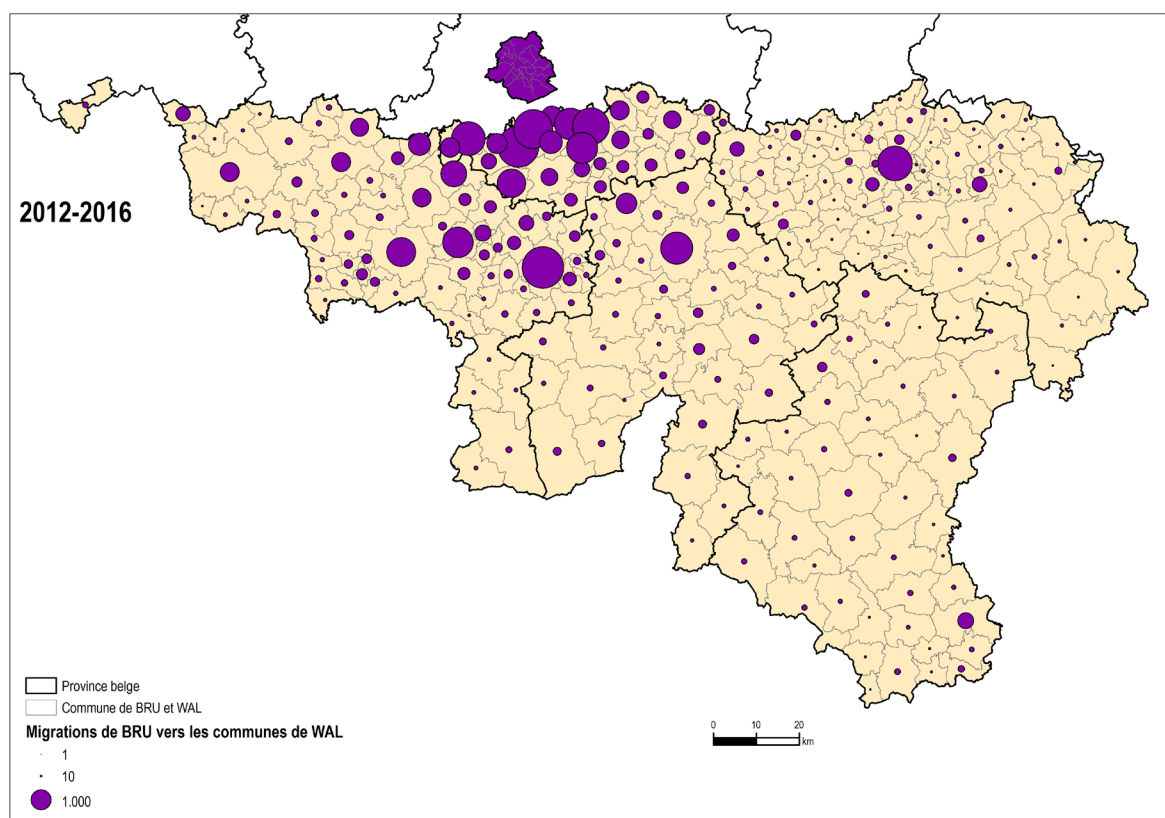 2012-2016
Province belge
Commune de BRU et WAL
Migrations de BRU vers les communes de WAL
1
10
1.000
0 10 20
km